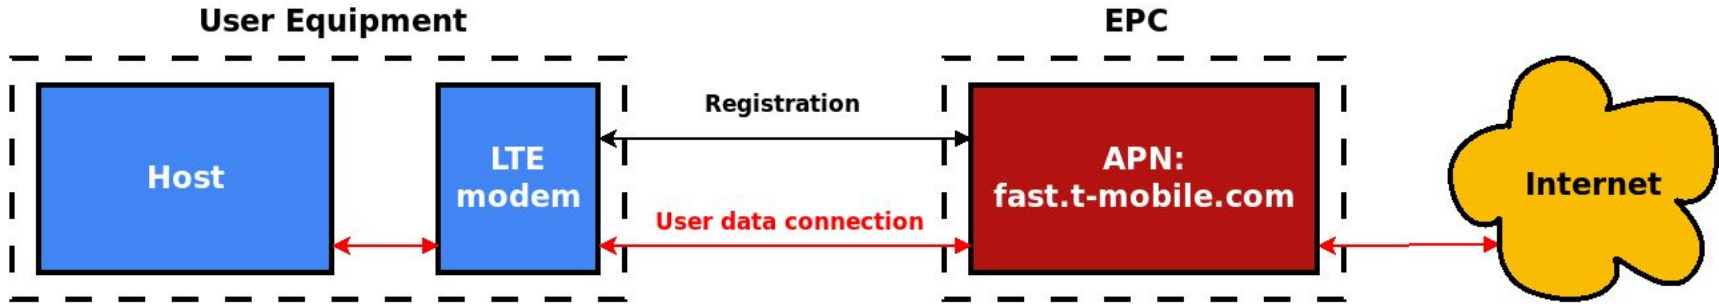 User Equipment
EPC
Host
LTE
modem
Registration
User data connection
APN:
fast.t-mobile.com
Internet